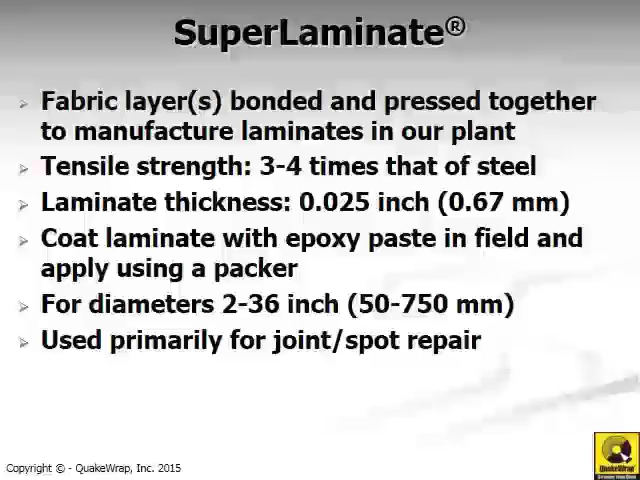 SuperLaminate®
Fabric layer(s) bonded and pressed together
to manufacture laminates in our plant
Tensile strength: 3-4 times that of steel
Laminate thickness: 0.025 inch (0.67 mm)
Coat laminate with epoxy paste in field and
apply using a packer
For diameters 2-36 inch (50-750 mm)
Used primarily for joint/spot repair
Copyright © - QuakeWrap, Inc. 2015
QuakeWrap